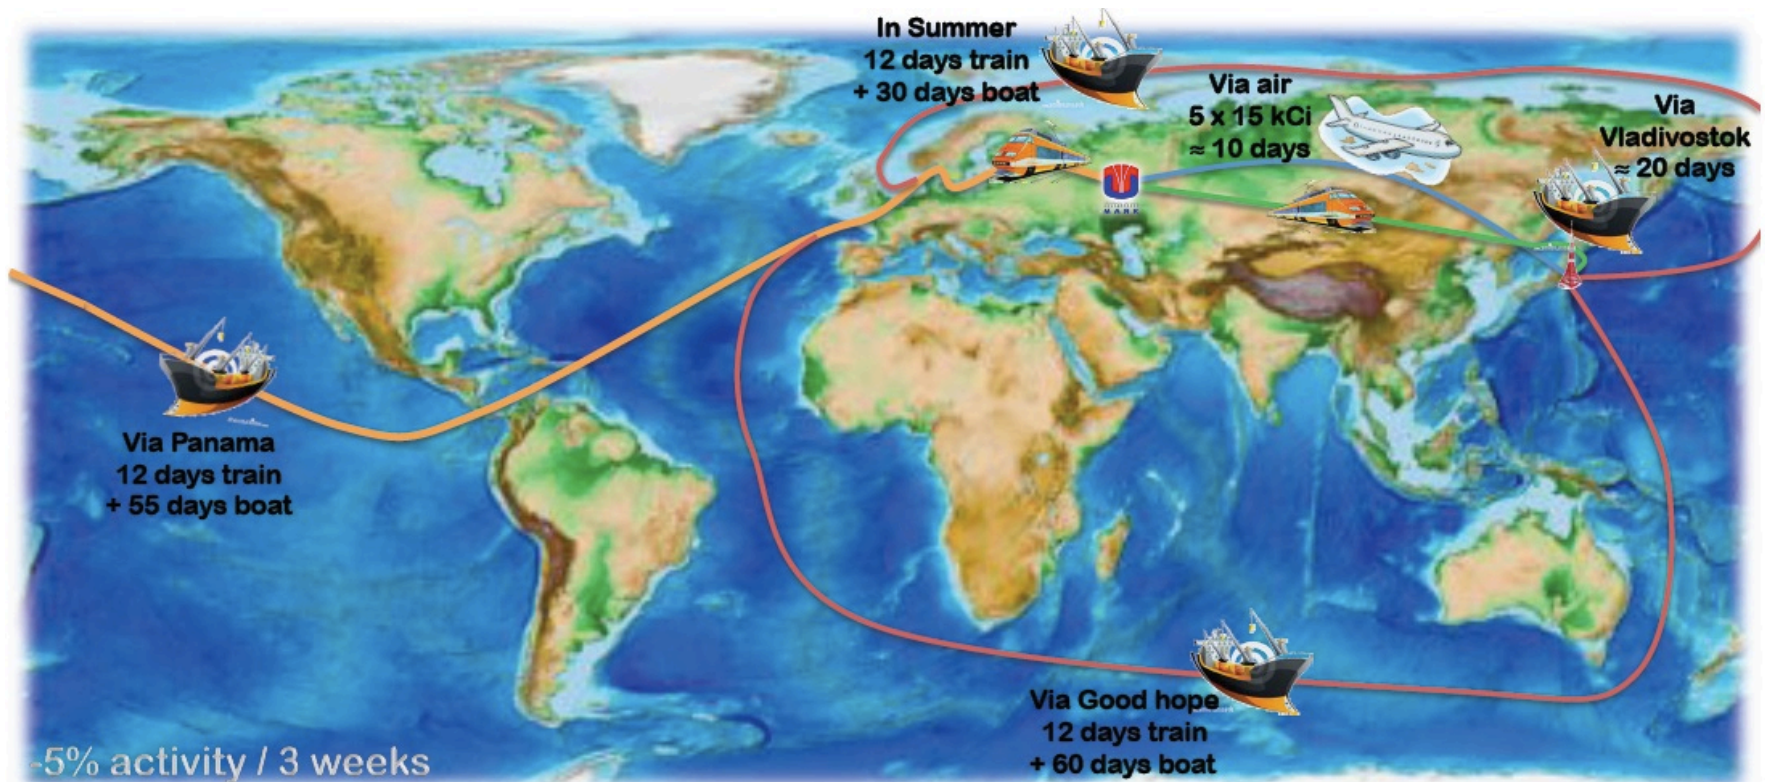 In Summer
12 days train
+ 30 days boat
Via air
5 x 15 kCi
≈ 10 days
Via
Vladivostok
≈ 20 days
Via Panama
12 days train
+ 55 days boat
Via Good hope
12 days train
+ 60 days boat
-5% activity / 3 weeks